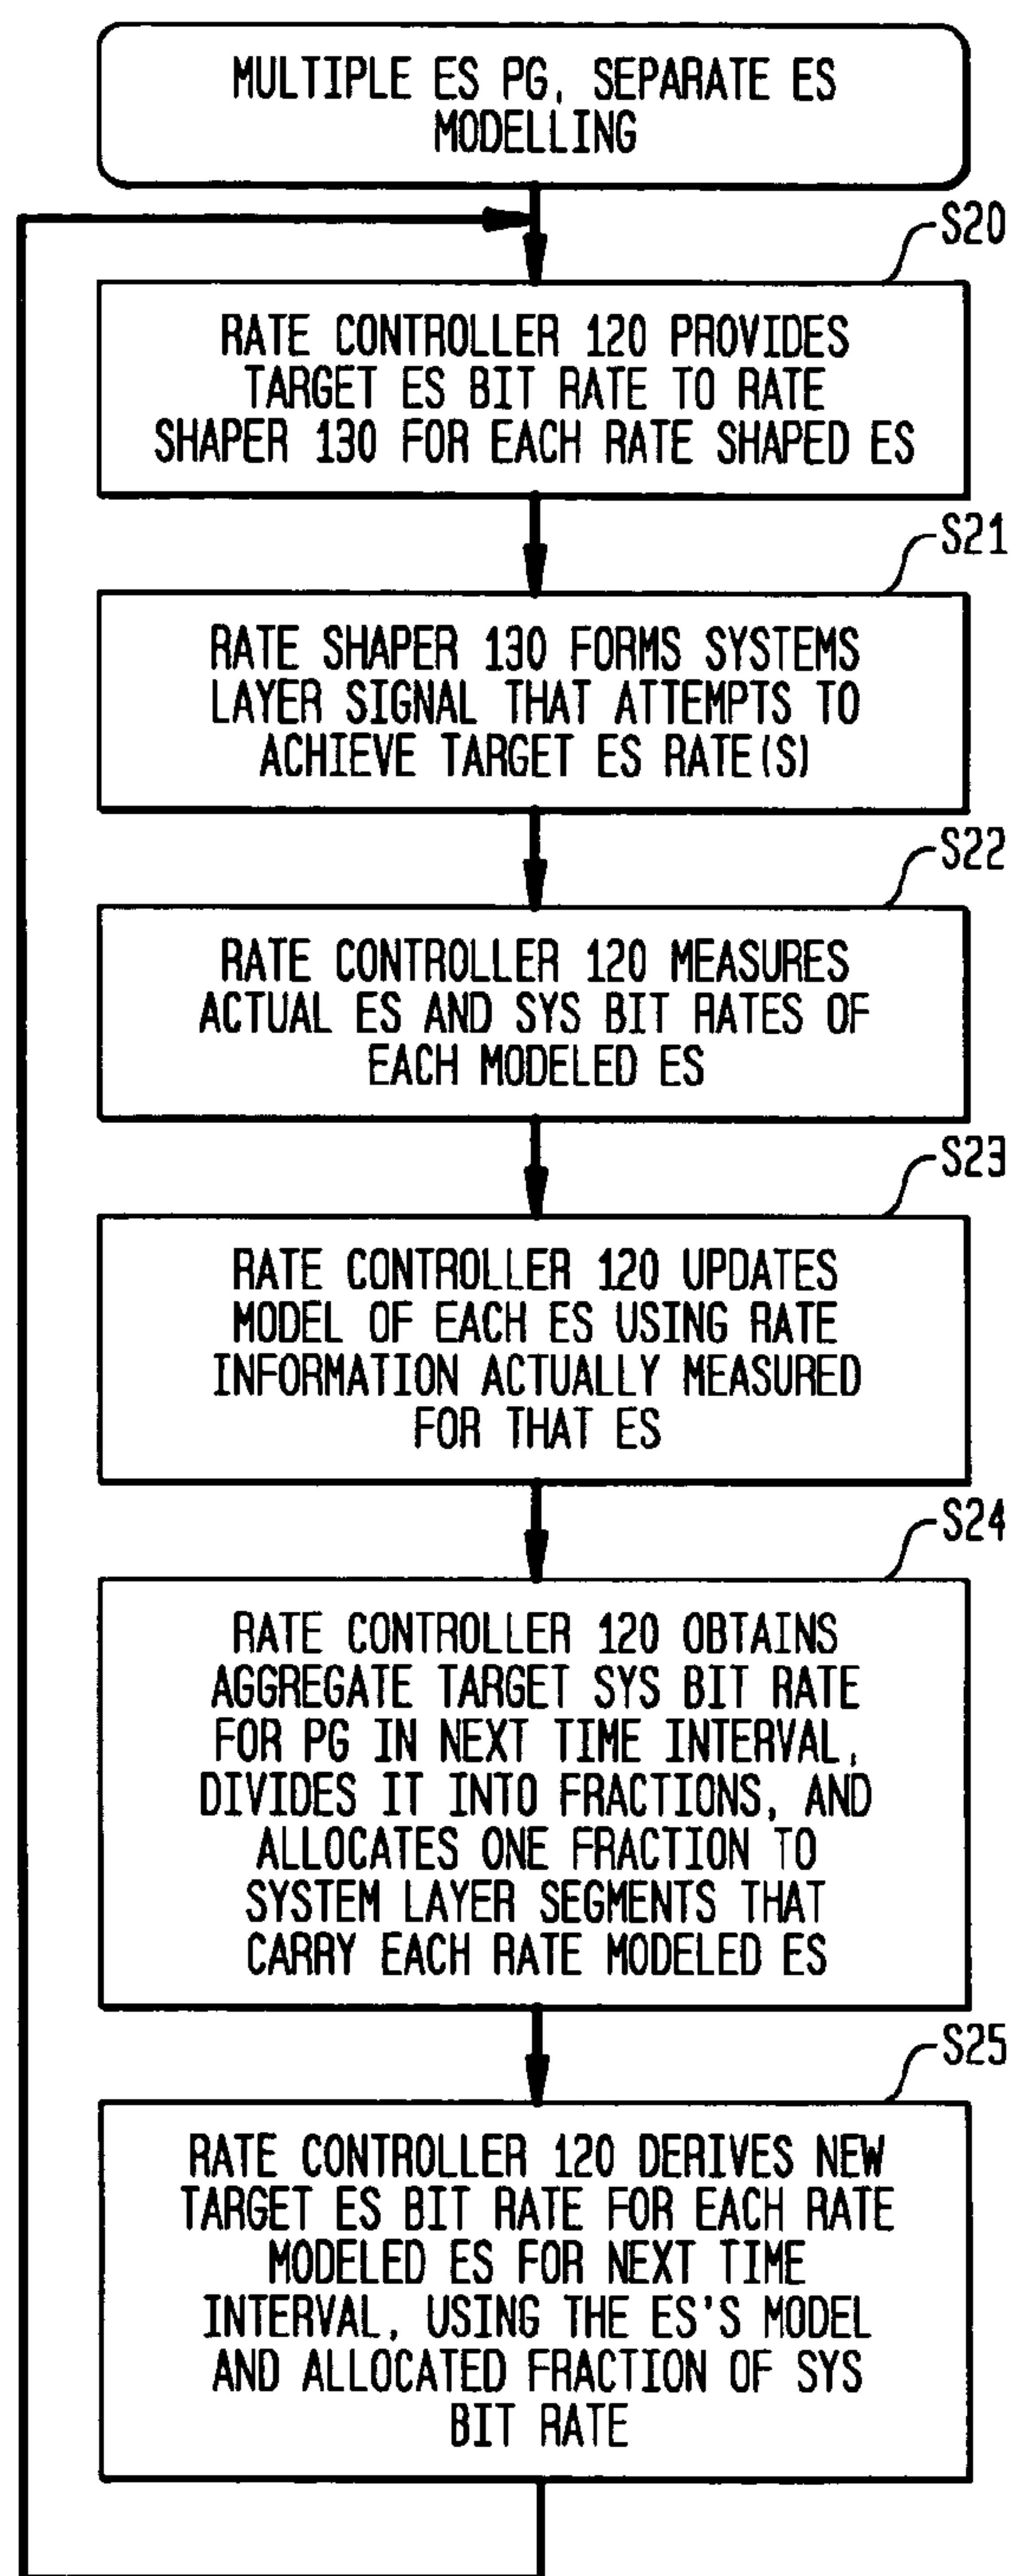 MULTIPLE ES PG, SEPARATE ES
MODELLING
S20
RATE CONTROLLER 120 PROVIDES
TARGET ES BIT RATE TO RATE
SHAPER 130 FOR EACH RATE SHAPED ES
S21
RATE SHAPER 130 FORMS SYSTEMS
LAYER SIGNAL THAT ATTEMPTS TO
ACHIEVE TARGET ES RATE(S)
S22
RATE CONTROLLER 120 MEASURES
ACTUAL ES AND SYS BIT RATES OF
EACH MODELED ES
S23
RATE CONTROLLER 120 UPDATES
MODEL OF EACH ES USING RATE
INFORMATION ACTUALLY MEASURED
FOR THAT ES
S24
RATE CONTROLLER 120 OBTAINS
AGGREGATE TARGET SYS BIT RATE
FOR PG IN NEXT TIME INTERVAL,
DIVIDES IT INTO FRACTIONS, AND
ALLOCATES ONE FRACTION TO
SYSTEM LAYER SEGMENTS THAT
CARRY EACH RATE MODELED ES
S25
RATE CONTROLLER 120 DERIVES NEW
TARGET ES BIT RATE FOR EACH RATE
MODELED ES FOR NEXT TIME
INTERVAL, USING THE ES'S MODEL
AND ALLOCATED FRACTION OF SYS
BIT RATE